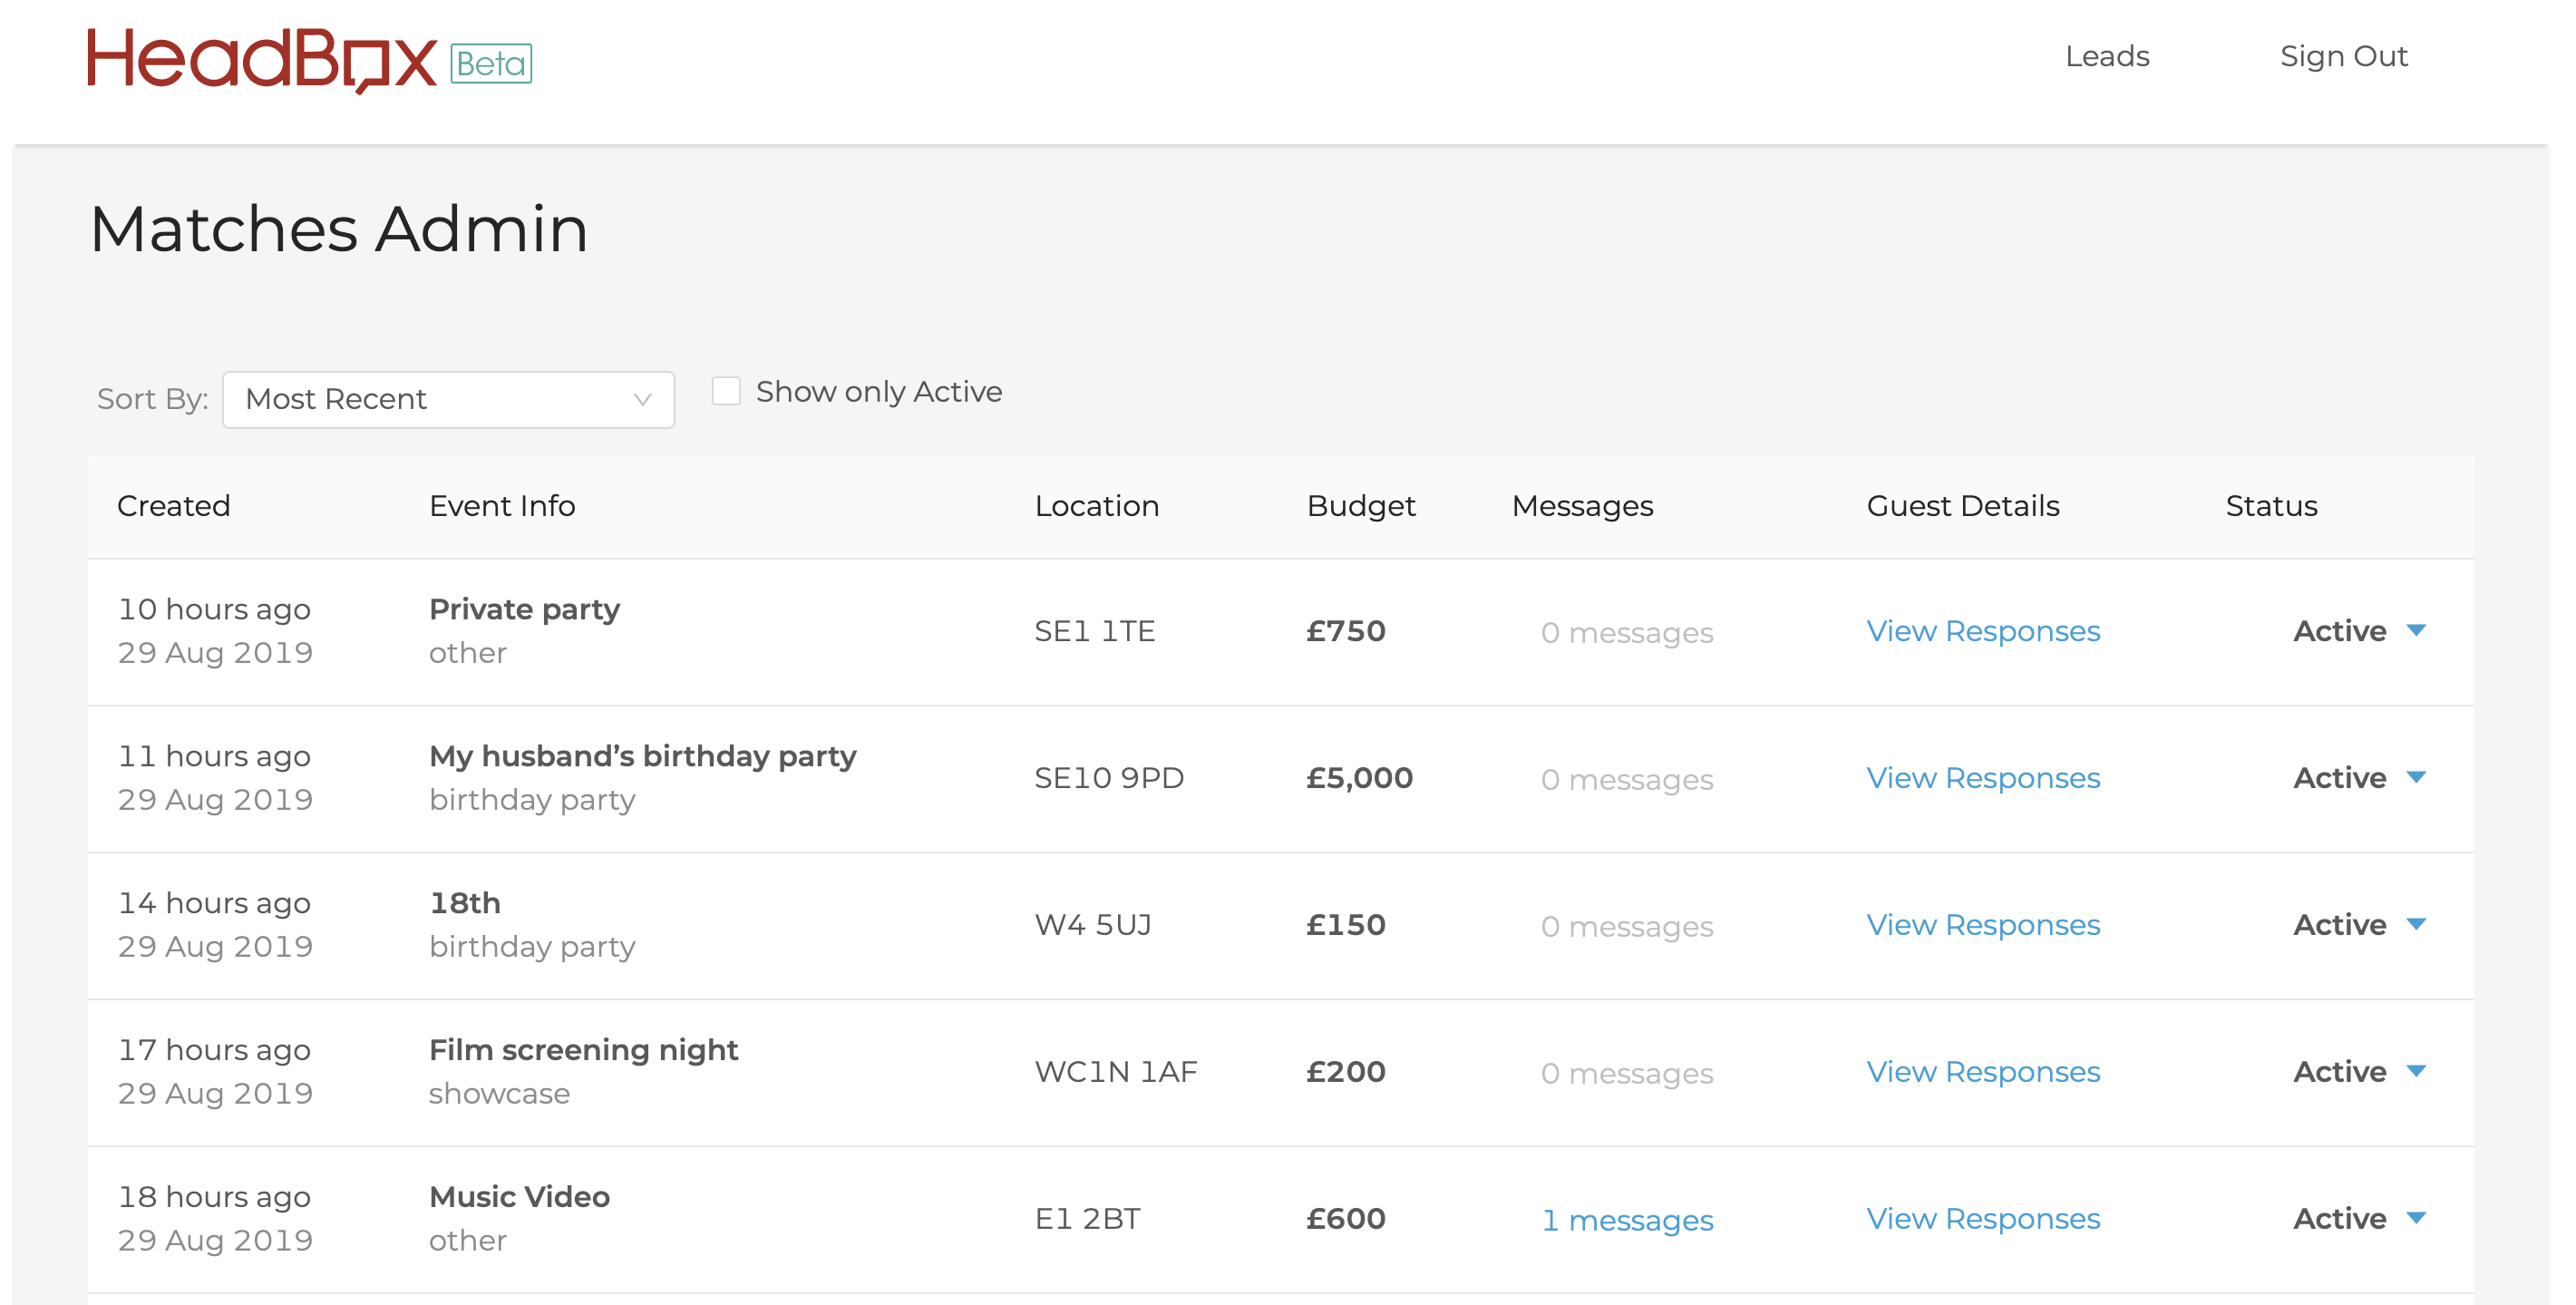 HeadBox Beta
Leads Sign Out
Matches Admin
Sort By: Most Recent Show only Active
Created Event Info Location Budget Messages Guest Details Status
10 hours ago Private party
29 Aug 2019 other
SE1 1TE £750 0 messages View Responses Active
11 hours ago My husband’s birthday party
29 Aug 2019 birthday party
SE10 9PD £5,000 0 messages View Responses Active
14 hours ago 18th
29 Aug 2019 birthday party
W4 5UJ £150 0 messages View Responses Active
17 hours ago Film screening night
29 Aug 2019 showcase
WC1N 1AF £200 0 messages View Responses Active
18 hours ago Music Video
29 Aug 2019 other
E1 2BT £600 1 messages View Responses Active